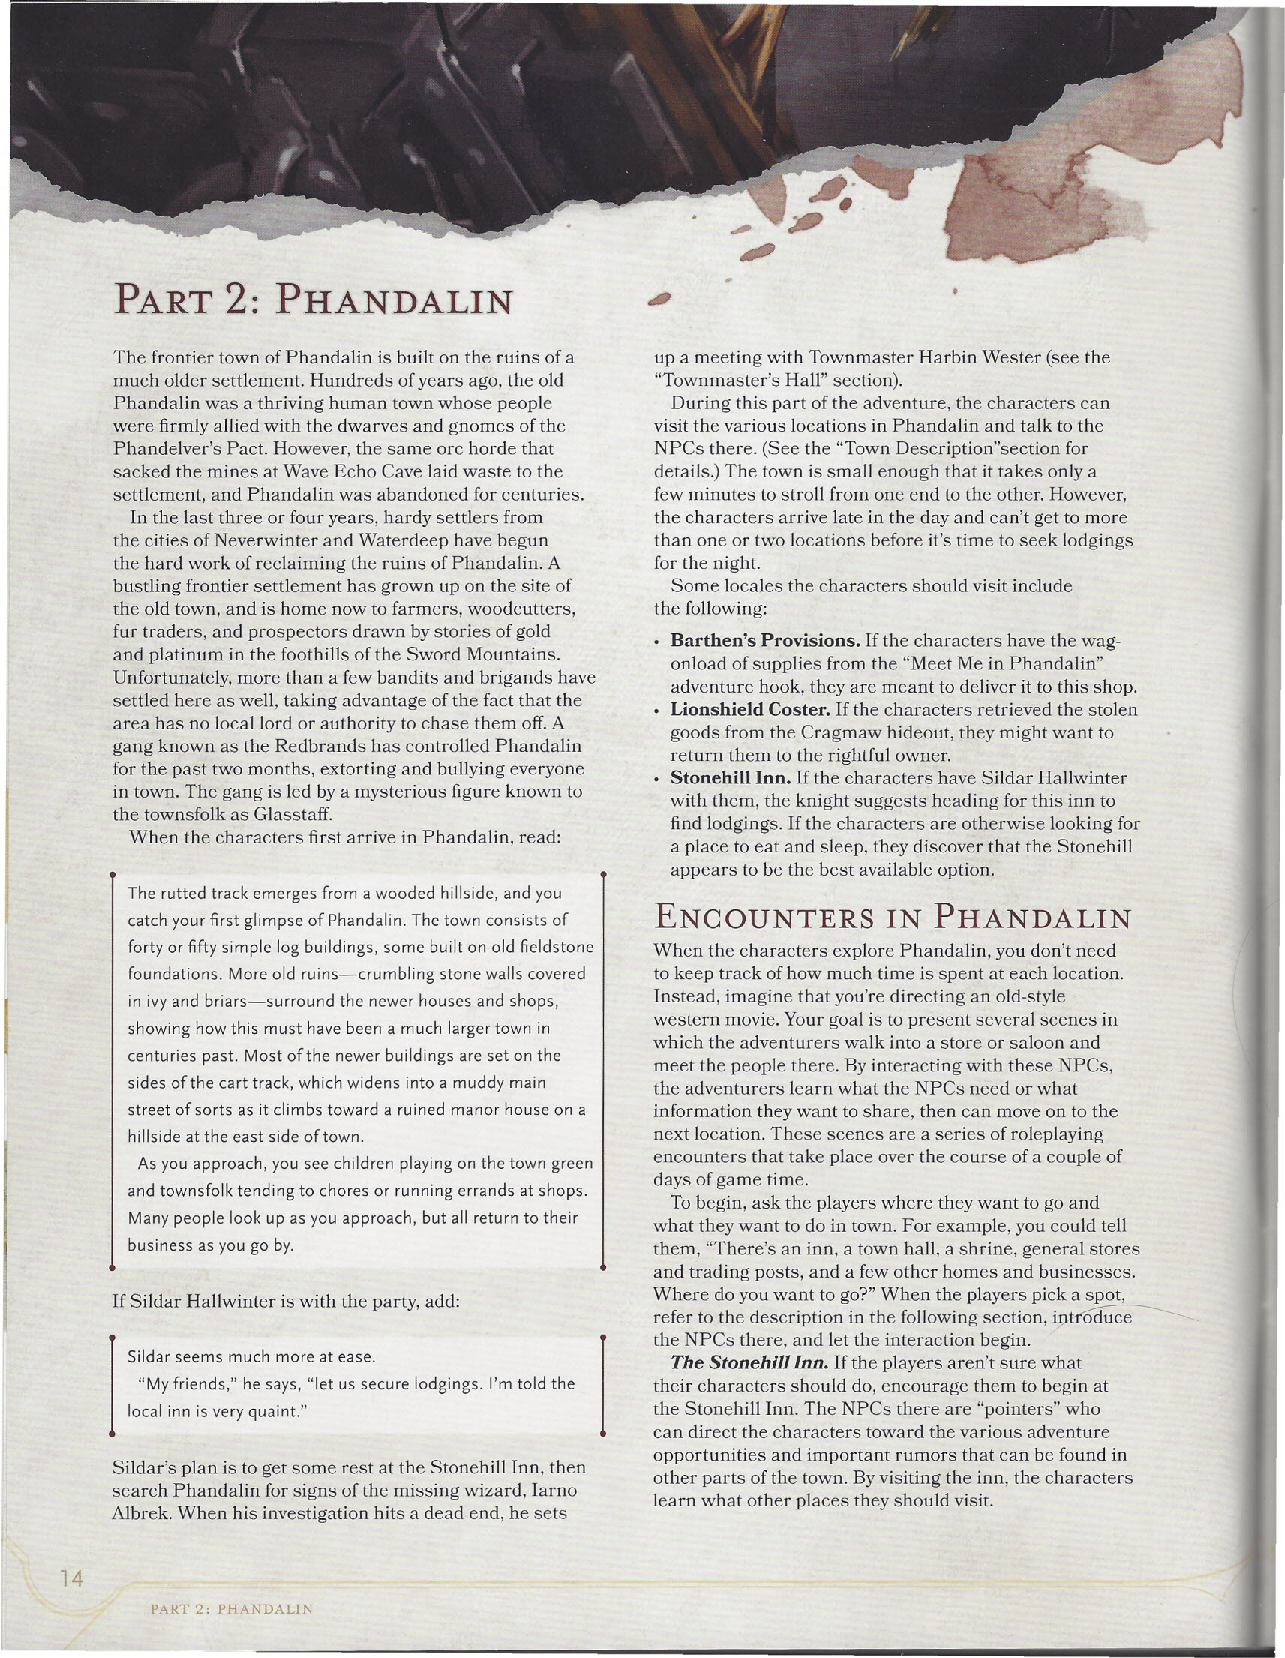 PART 2: PHANDALIN
The frontier town of Phandalin is built on the ruins of a
much older settlement. Hundreds of years ago, the old
Phandalin was a thriving human town whose people
were firmly allied with the dwarves and gnomes of the
Phandelver's Pact. However, the same orc horde that
sacked the mines at Wave Echo Cave laid waste to the
settlement, and Phandalin was abandoned for centuries.
In the last three or four years, hardy settlers from
the cities of Neverwinter and Waterdeep have begun
the hard work of reclaiming the ruins of Phandalin. A
bustling frontier settlement has grown up on the site of
the old town, and is home now to farmers, woodcutters,
fur traders, and prospectors drawn by stories of gold
and platinum in the foothills of the Sword Mountains.
Unfortunately, more than a few bandits and brigands have
settled here as well, taking advantage of the fact that the
area has no local lord or authority to chase them off. A
gang known as the Redbrands has controlled Phandalin
for the past two months, extorting and bullying everyone
in town. The gang is led by a mysterious figure known to
the townsfolk as Glasstaff.
When the characters first arrive in Phandalin, read:
The rutted track emerges from a wooded hillside, and you
catch your first glimpse of Phandalin. The town consists of
forty or fifty simple log buildings, some built on old fieldstone
foundations. More old ruins—crumbling stone walls covered
in ivy and briars—surround the newer houses and shops,
showing how this must have been a much larger town in
centuries past. Most of the newer buildings are set on the
sides of the cart track, which widens into a muddy main
street of sorts as it climbs toward a ruined manor house on a
hillside at the east side of town.
As you approach, you see children playing on the town green
and townsfolk tending to chores or running errands at shops.
Many people look up as you approach, but all return to their
business as you go by.
If Sildar Hallwinter is with the party, add:
Sildar seems much more at ease.
"My friends," he says, "let us secure lodgings. I'm told the
local inn is very quaint."
Sildar's plan is to get some rest at the Stonehill Inn, then
search Phandalin for signs of the missing wizard, Iarno
Albrek. When his investigation hits a dead end, he sets
up a meeting with Townmaster Harbin Wester (see the
"Townmaster's Hall" section).
During this part of the adventure, the characters can
visit the various locations in Phandalin and talk to the
NPCs there. (See the "Town Description"section for
details.) The town is small enough that it takes only a
few minutes to stroll from one end to the other. However,
the characters arrive late in the day and can't get to more
than one or two locations before it's time to seek lodgings
for the night.
Some locales the characters should visit include
the following:
• Barthen's Provisions. If the characters have the wag-
onload of supplies from the "Meet Me in Phandalin"
adventure hook, they are meant to deliver it to this shop.
• Lionshield Coster. If the characters retrieved the stolen
goods from the Cragmaw hideout, they might want to
return them to the rightful owner.
• Stonehill Inn. If the characters have Sildar Hallwinter
with them, the knight suggests heading for this inn to
find lodgings. If the characters are otherwise looking for
a place to eat and sleep, they discover that the Stonehill
appears to be the best available option.
ENCOUNTERS IN PHANDALIN
When the characters explore Phandalin, you don't need
to keep track of how much time is spent at each location.
Instead, imagine that you're directing an old-style
western movie. Your goal is to present several scenes in
which the adventurers walk into a store or saloon and
meet the people there. By interacting with these NPCs,
the adventurers learn what the NPCs need or what
information they want to share, then can move on to the
next location. These scenes are a series of roleplaying
encounters that take place over the course of a couple of
days of game time.
To begin, ask the players where they want to go and
what they want to do in town. For example, you could tell
them, "There's an inn, a town hall, a shrine, general stores
and trading posts, and a few other homes and businesses.
Where do you want to go?" When the players pick a spot,
refer to the description in the following section, introduce
the NPCs there, and let the interaction begin.
The Stonehill Inn. If the players aren't sure what
their characters should do, encourage them to begin at
the Stonehill Inn. The NPCs there are "pointers" who
can direct the characters toward the various adventure
opportunities and important rumors that can be found in
other parts of the town. By visiting the inn, the characters
learn what other places they should visit.
14
PART 2: PHANDALIN